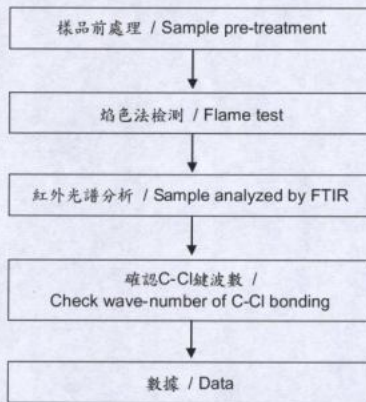 樣品前處理 / Sample pre-treatment
焰色法檢測 / Flame test
紅外光譜分析 / Sample analyzed by FTIR
確認C-Cl鍵波數 /
Check wave-number of C-Cl bonding
數據 / Data